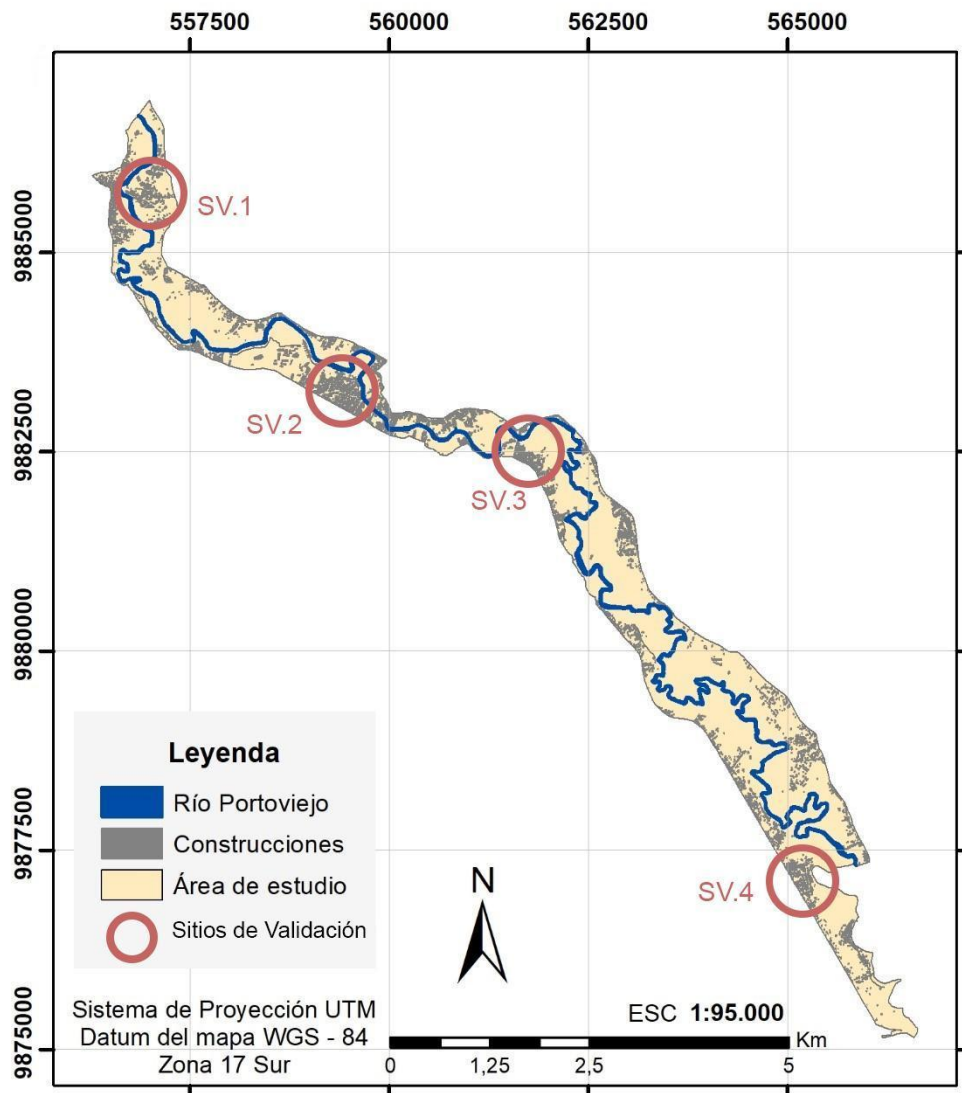 557500 560000 562500 565000
9885000
9882500
9880000
9877500
9875000
SV.1
SV.2
SV.3
SV.4
Leyenda
Río Portoviejo
Construcciones
Área de estudio
Sitios de Validación
N
Sistema de Proyección UTM
Datum del mapa WGS - 84
Zona 17 Sur
ESC 1:95.000
Km
0 1,25 2,5 5